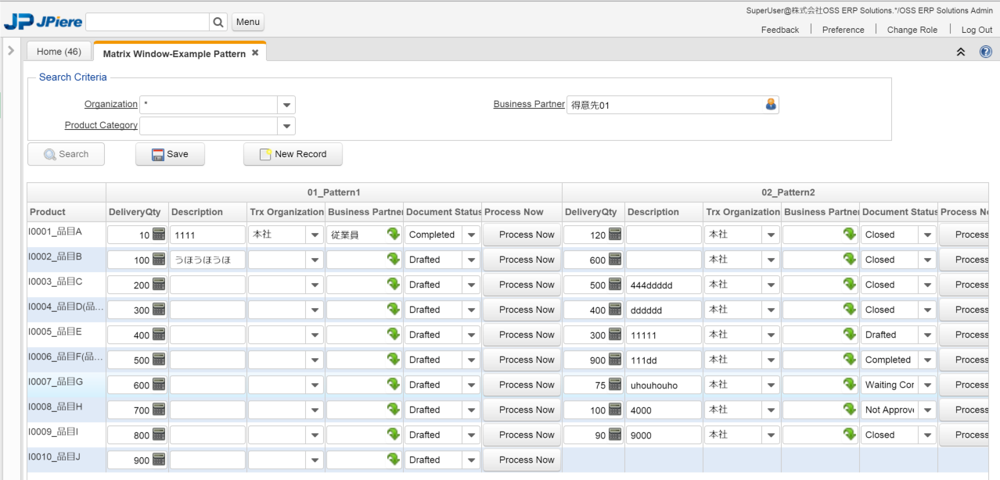 SuperUser@株式会社OSS ERP Solutions.*/OSS ERP Solutions Admin
JP JPiere Menu Feedback Preference Change Role Log Out
Home (46) Matrix Window-Example Pattern
Search Criteria
Organization * Business Partner 得意先01
Product Category
Search Save New Record
01_Pattern1 02_Pattern2
Product DeliveryQty Description Trx Organization Business Partner Document Status Process Now DeliveryQty Description Trx Organization Business Partner Document Status Process N
I0001_品目A 10 1111 本社 従業員 Completed Process Now 120 本社 Closed Process
I0002_品目B 100 うほうほうほ Drafted Process Now 600 本社 Closed Process
I0003_品目C 200 Drafted Process Now 500 444ddddd 本社 Closed Process
I0004_品目D(品... 300 Drafted Process Now 400 dddddd 本社 Closed Process
I0005_品目E 400 Drafted Process Now 300 11111 本社 Drafted Process
I0006_品目F(品... 500 Drafted Process Now 900 111dd 本社 Completed Process
I0007_品目G 600 Drafted Process Now 75 uhouhouho 本社 Waiting Cor Process
I0008_品目H 700 Drafted Process Now 100 4000 本社 Not Approve Process
I0009_品目I 800 Drafted Process Now 90 9000 本社 Closed Process
I0010_品目J 900 Drafted Process Now